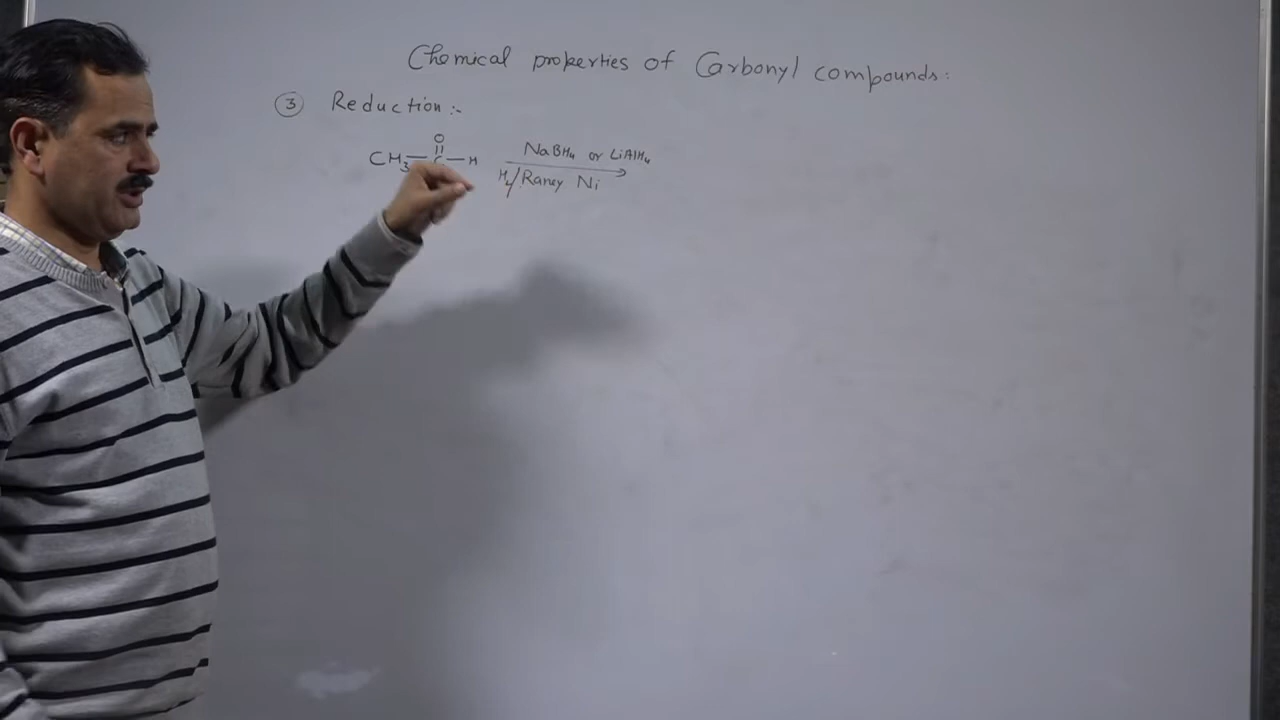 Chemical properties of Carbonyl compounds:
3 Reduction:-
O
CH3-C-H
NaBH4 or LiAlH4
H2/Raney Ni